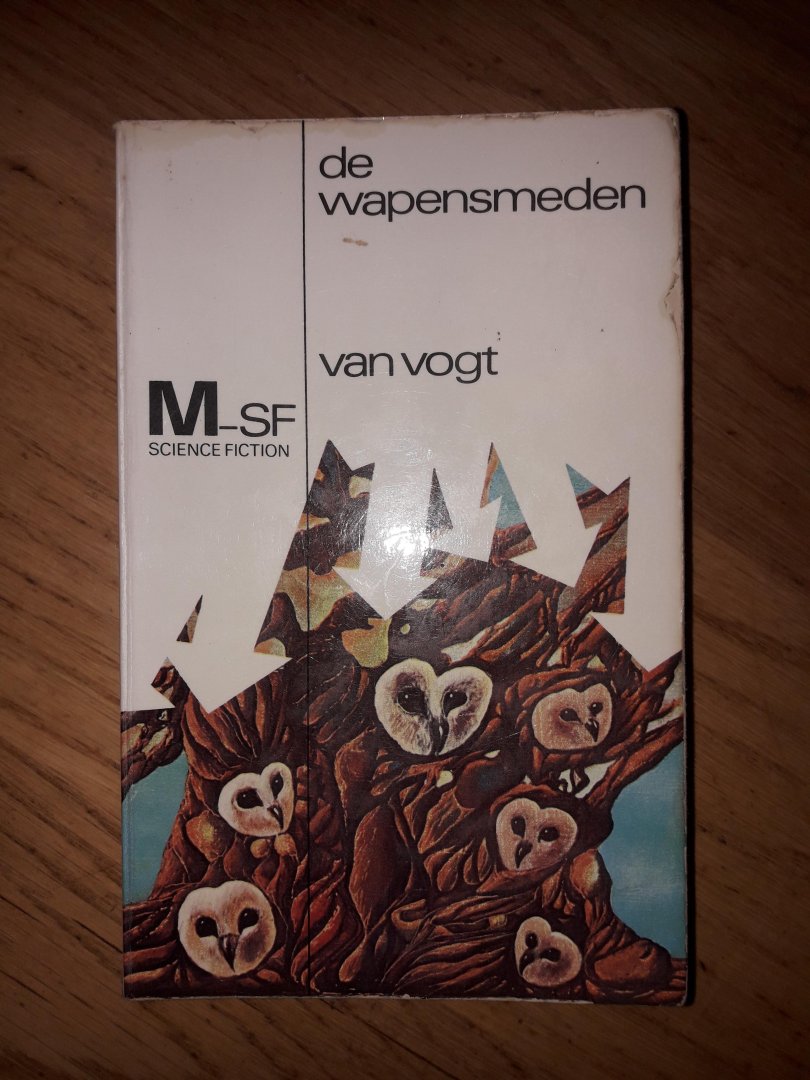 de
wapensmeden
van vogt
M-SF
SCIENCE FICTION